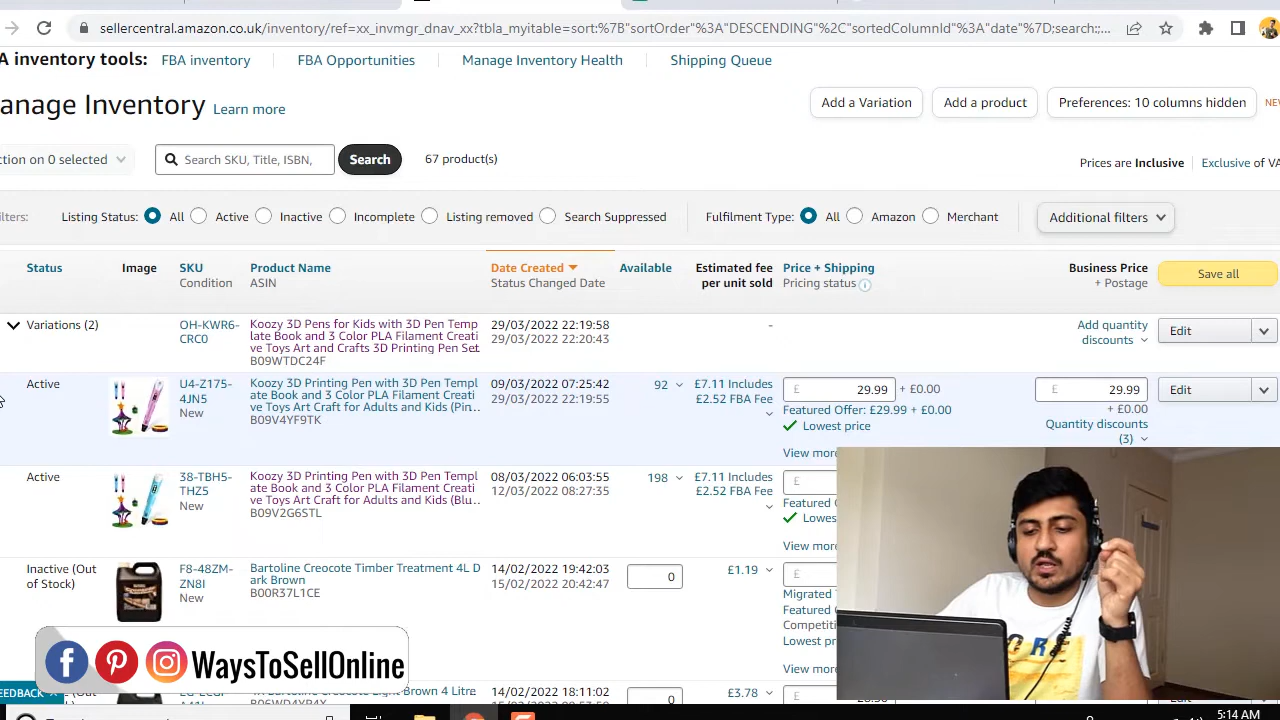 sellercentral.amazon.co.uk/inventory/ref=xx_invmgr_dnav_xx?tbla_myitable=sort:%7B"sortOrder"%3A"DESCENDING"%2C"sortedColumnId"%3A"date"%7D;search:;...
A inventory tools: FBA inventory FBA Opportunities Manage Inventory Health Shipping Queue
anage Inventory Learn more Add a Variation Add a product Preferences: 10 columns hidden NEW
ction on 0 selected Search SKU, Title, ISBN, Search 67 product(s) Prices are Inclusive Exclusive of VA
ilters: Listing Status: All Active Inactive Incomplete Listing removed Search Suppressed Fulfilment Type: All Amazon Merchant Additional filters
Status Image SKU Product Name Date Created Available Estimated fee Price + Shipping Business Price Save all
Condition ASIN Status Changed Date per unit sold Pricing status + Postage
Variations (2) OH-KWR6- Koozy 3D Pens for Kids with 3D Pen Temp 29/03/2022 22:19:58 - Add quantity Edit
CRC0 late Book and 3 Color PLA Filament Creati 29/03/2022 22:20:43 discounts
ve Toys Art and Crafts 3D Printing Pen Set
B09WTDC24F
Active U4-Z175- Koozy 3D Printing Pen with 3D Pen Templ 09/03/2022 07:25:42 92 £7.11 Includes £ 29.99 + £0.00 £ 29.99 Edit
4JN5 ate Book and 3 Color PLA Filament Creati 29/03/2022 22:19:55 £2.52 FBA Fee + £0.00
New ve Toys Art Craft for Adults and Kids (Pin... Featured Offer: £29.99 + £0.00 Quantity discounts
B09V4YF9TK Lowest price (3)
View more
Active 38-TBH5- Koozy 3D Printing Pen with 3D Pen Templ 08/03/2022 06:03:55 198 £7.11 Includes £
THZ5 ate Book and 3 Color PLA Filament Creati 12/03/2022 08:27:35 £2.52 FBA Fee
New ve Toys Art Craft for Adults and Kids (Blu... Featured O
B09V2G6STL Lowes
View more
Inactive (Out F8-48ZM- Bartoline Creocote Timber Treatment 4L D 14/02/2022 19:42:03 0 £1.19 £
of Stock) ZN8I ark Brown 15/02/2022 20:42:47
New B00R37L1CE Migrated T
Featured O
Competiti
Lowest pr
View more
WaysToSellOnline
FEEDBACK
14/02/2022 18:11:02 0 £3.78
5:14 AM